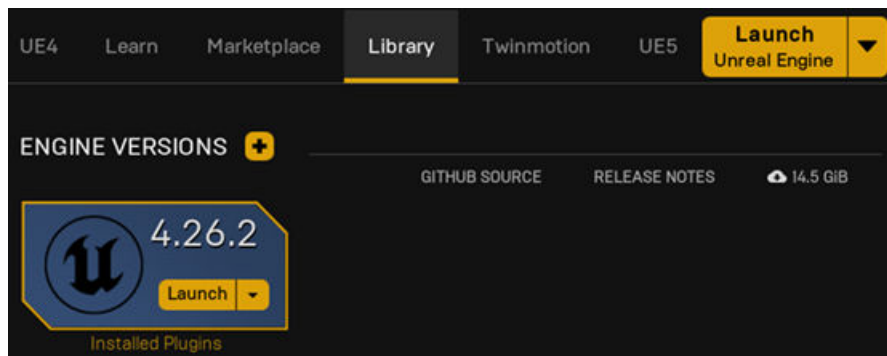 UE4 Learn Marketplace Library Twinmotion UE5 Launch
Unreal Engine
ENGINE VERSIONS
GITHUB SOURCE RELEASE NOTES 14.5 GiB
4.26.2
Launch
Installed Plugins